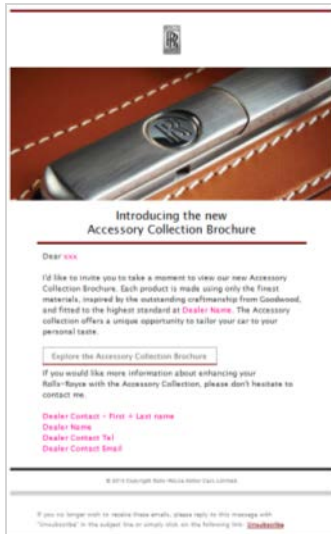 Introducing the new
Accessory Collection Brochure
Dear xxx
I'd like to invite you to take a moment to view our new Accessory
Collection Brochure. Each product is made using only the finest
materials, inspired by the outstanding craftmanship from Goodwood,
and fitted to the highest standard at Dealer Name. The Accessory
collection offers a unique opportunity to tailor your car to your
personal taste.
Explore the Accessory Collection Brochure
If you would like more information about enhancing your
Rolls-Royce with the Accessory Collection, please don't hesitate to
contact me.
Dealer Contact - First + Last name
Dealer Name
Dealer Contact Tel
Dealer Contact Email
Copyright Rolls-Royce Motor Cars Limited
If you no longer wish to receive these emails, please reply to this message with
"Unsubscribe" in the subject line or simply click on the following link: Unsubscribe